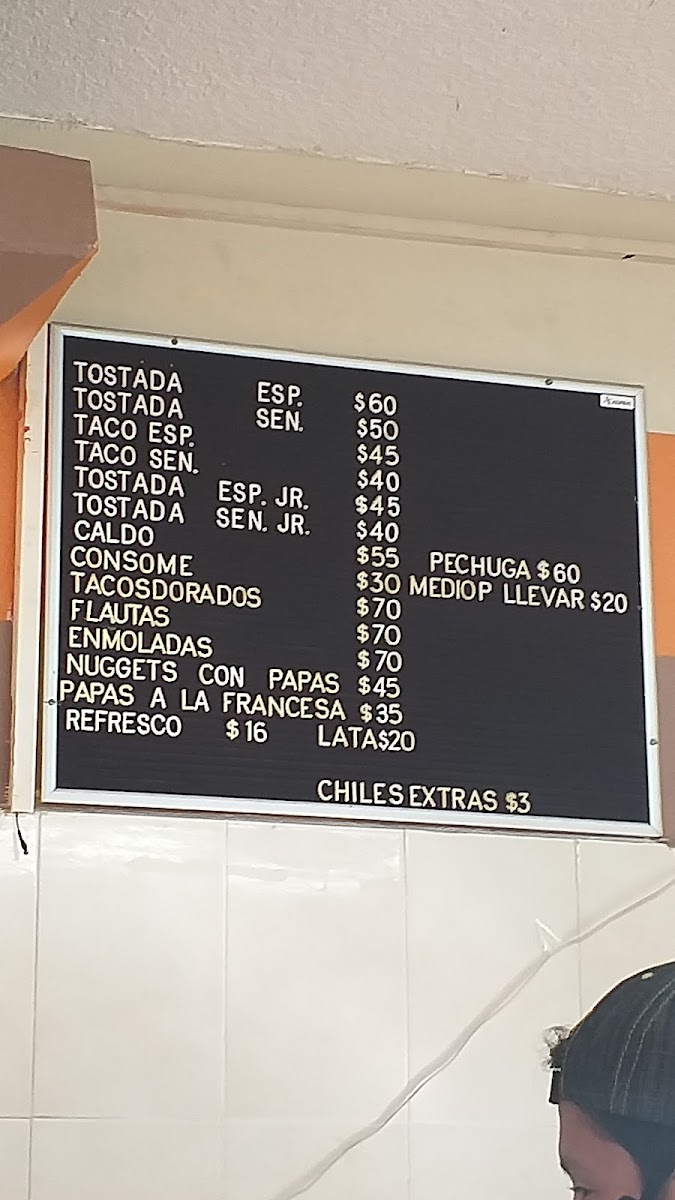 TOSTADA ESP. $60
TOSTADA SEN. $50
TACO ESP. $45
TACO SEN. $40
TOSTADA ESP. JR. $45
TOSTADA SEN. JR. $40
CALDO $55 PECHUGA $60
CONSOME $30 MEDIOP LLEVAR $20
TACOSDORADOS $70
FLAUTAS $70
ENMOLADAS $70
NUGGETS CON PAPAS $45
PAPAS A LA FRANCESA $35
REFRESCO $16 LATA$20
CHILES EXTRAS $3